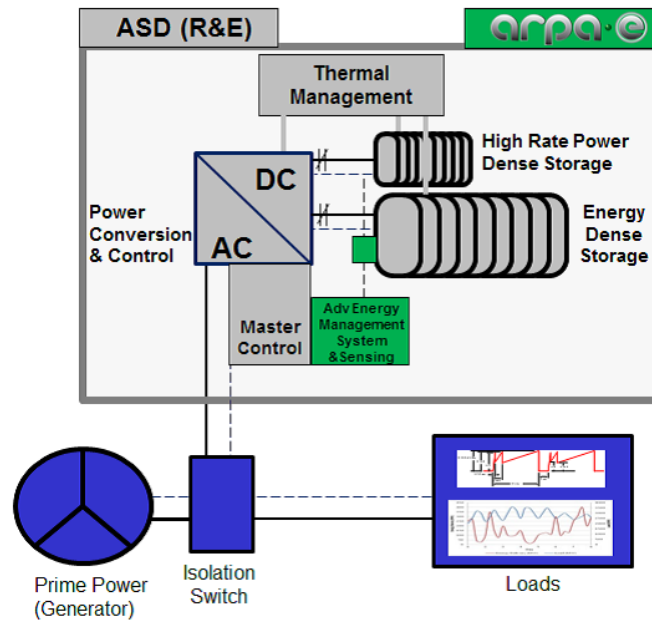 ASD (R&E)
arpa·e
Thermal
Management
High Rate Power
Dense Storage
DC
AC
Power
Conversion
& Control
Energy
Dense
Storage
Master
Control
Adv Energy
Management
System
&Sensing
Prime Power
(Generator)
Isolation
Switch
Loads